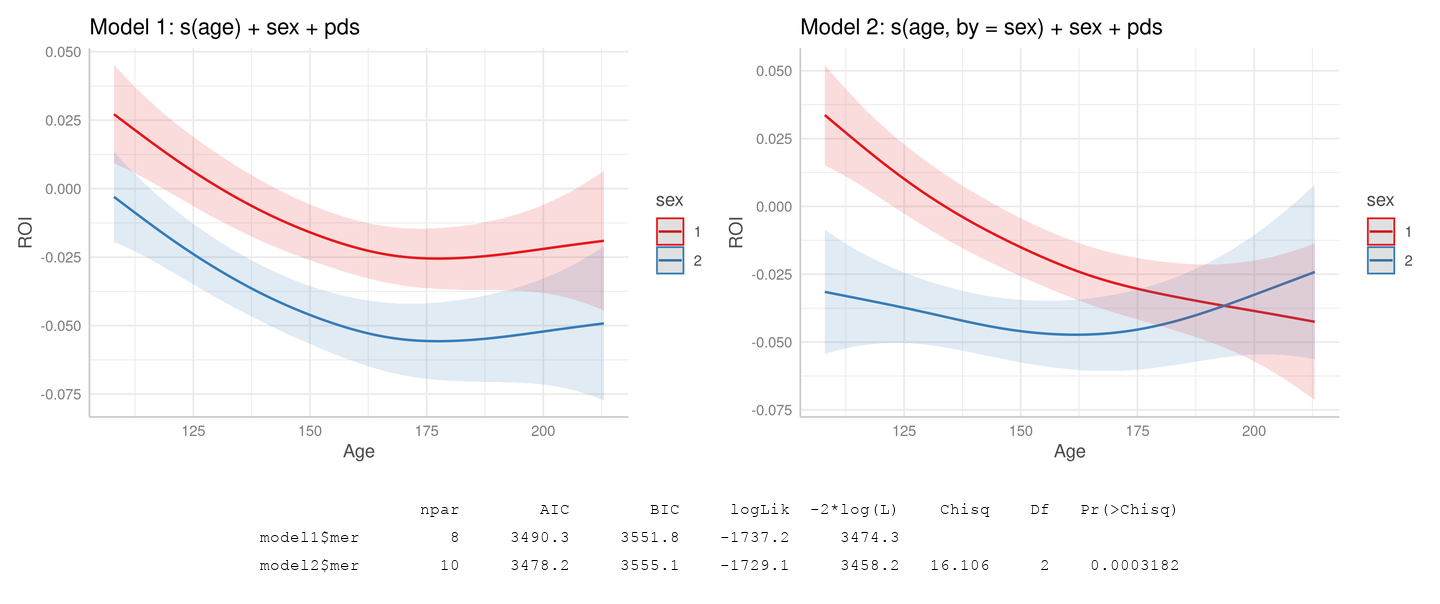 Model 1: s(age) + sex + pds
0.050
0.025
0.000
-0.025
-0.050
-0.075
ROI
125 150 175 200
Age
sex
1
2
Model 2: s(age, by = sex) + sex + pds
0.050
0.025
0.000
-0.025
-0.050
-0.075
ROI
125 150 175 200
Age
sex
1
2
npar AIC BIC logLik -2*log(L) Chisq Df Pr(>Chisq)
model1$mer 8 3490.3 3551.8 -1737.2 3474.3
model2$mer 10 3478.2 3555.1 -1729.1 3458.2 16.106 2 0.0003182